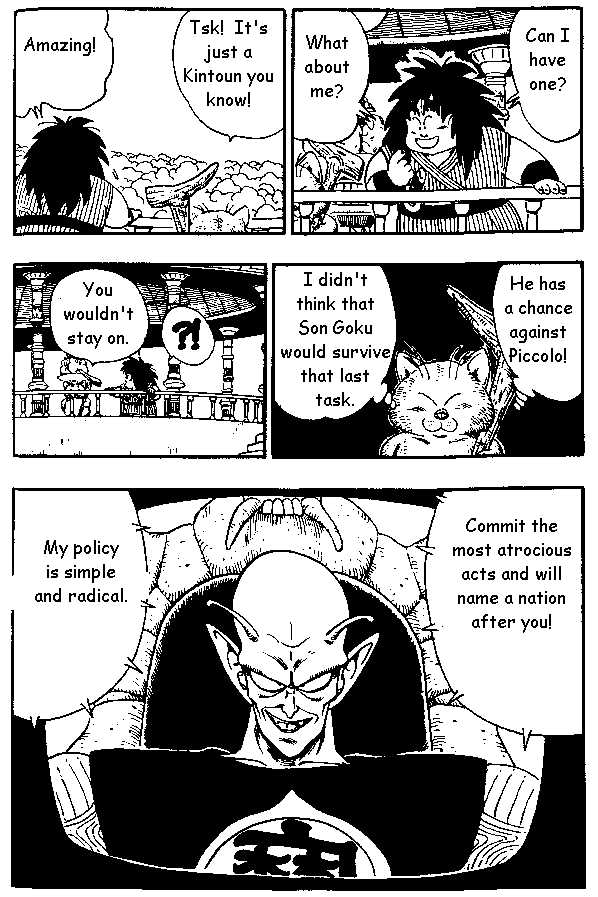 Amazing!
Tsk! It's
just a
Kintoun you
know!
What
about
me?
Can I
have
one?
You
wouldn't
stay on.
?!
I didn't
think that
Son Goku
would survive
that last
task.
He has
a chance
against
Piccolo!
My policy
is simple
and radical.
Commit the
most atrocious
acts and will
name a nation
after you!